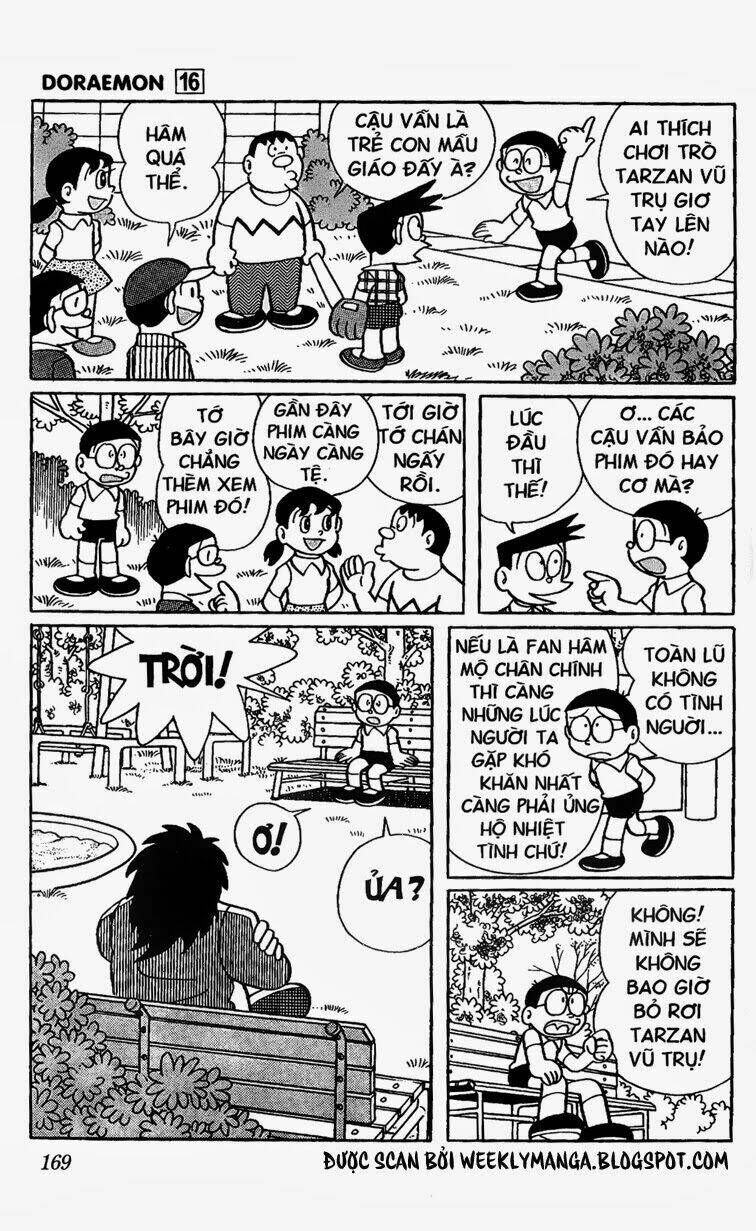 DORAEMON 16
AI THÍCH
CHƠI TRÒ
TARZAN VŨ
TRỤ GIƠ
TAY LÊN
NÀO!
CẬU VẪN LÀ
TRẺ CON MẪU
GIÁO ĐẤY À?
HÂM
QUÁ
THỂ.
Ơ... CÁC
CẬU VẪN BẢO
PHIM ĐÓ HAY
CƠ MÀ?
LÚC
ĐẦU
THÌ
THẾ!
TỚI GIỜ
TỚ CHÁN
NGẤY
RỒI.
GẦN ĐÂY
PHIM CÀNG
NGÀY CÀNG
TỆ.
TỚ
BÂY GIỜ
CHẲNG
THÈM XEM
PHIM ĐÓ!
TOÀN LŨ
KHÔNG
CÓ TÌNH
NGƯỜI...
NẾU LÀ FAN HÂM
MỘ CHÂN CHÍNH
THÌ CÀNG
NHỮNG LÚC
NGƯỜI TA
GẶP KHÓ
KHĂN NHẤT
CÀNG PHẢI ỦNG
HỘ NHIỆT
TÌNH CHỨ!
KHÔNG!
MÌNH SẼ
KHÔNG
BAO GIỜ
BỎ RƠI
TARZAN
VŨ TRỤ!
TRỜI!
Ơ!
ỦA?
169
ĐƯỢC SCAN BỞI WEEKLYMANGA.BLOGSPOT.COM